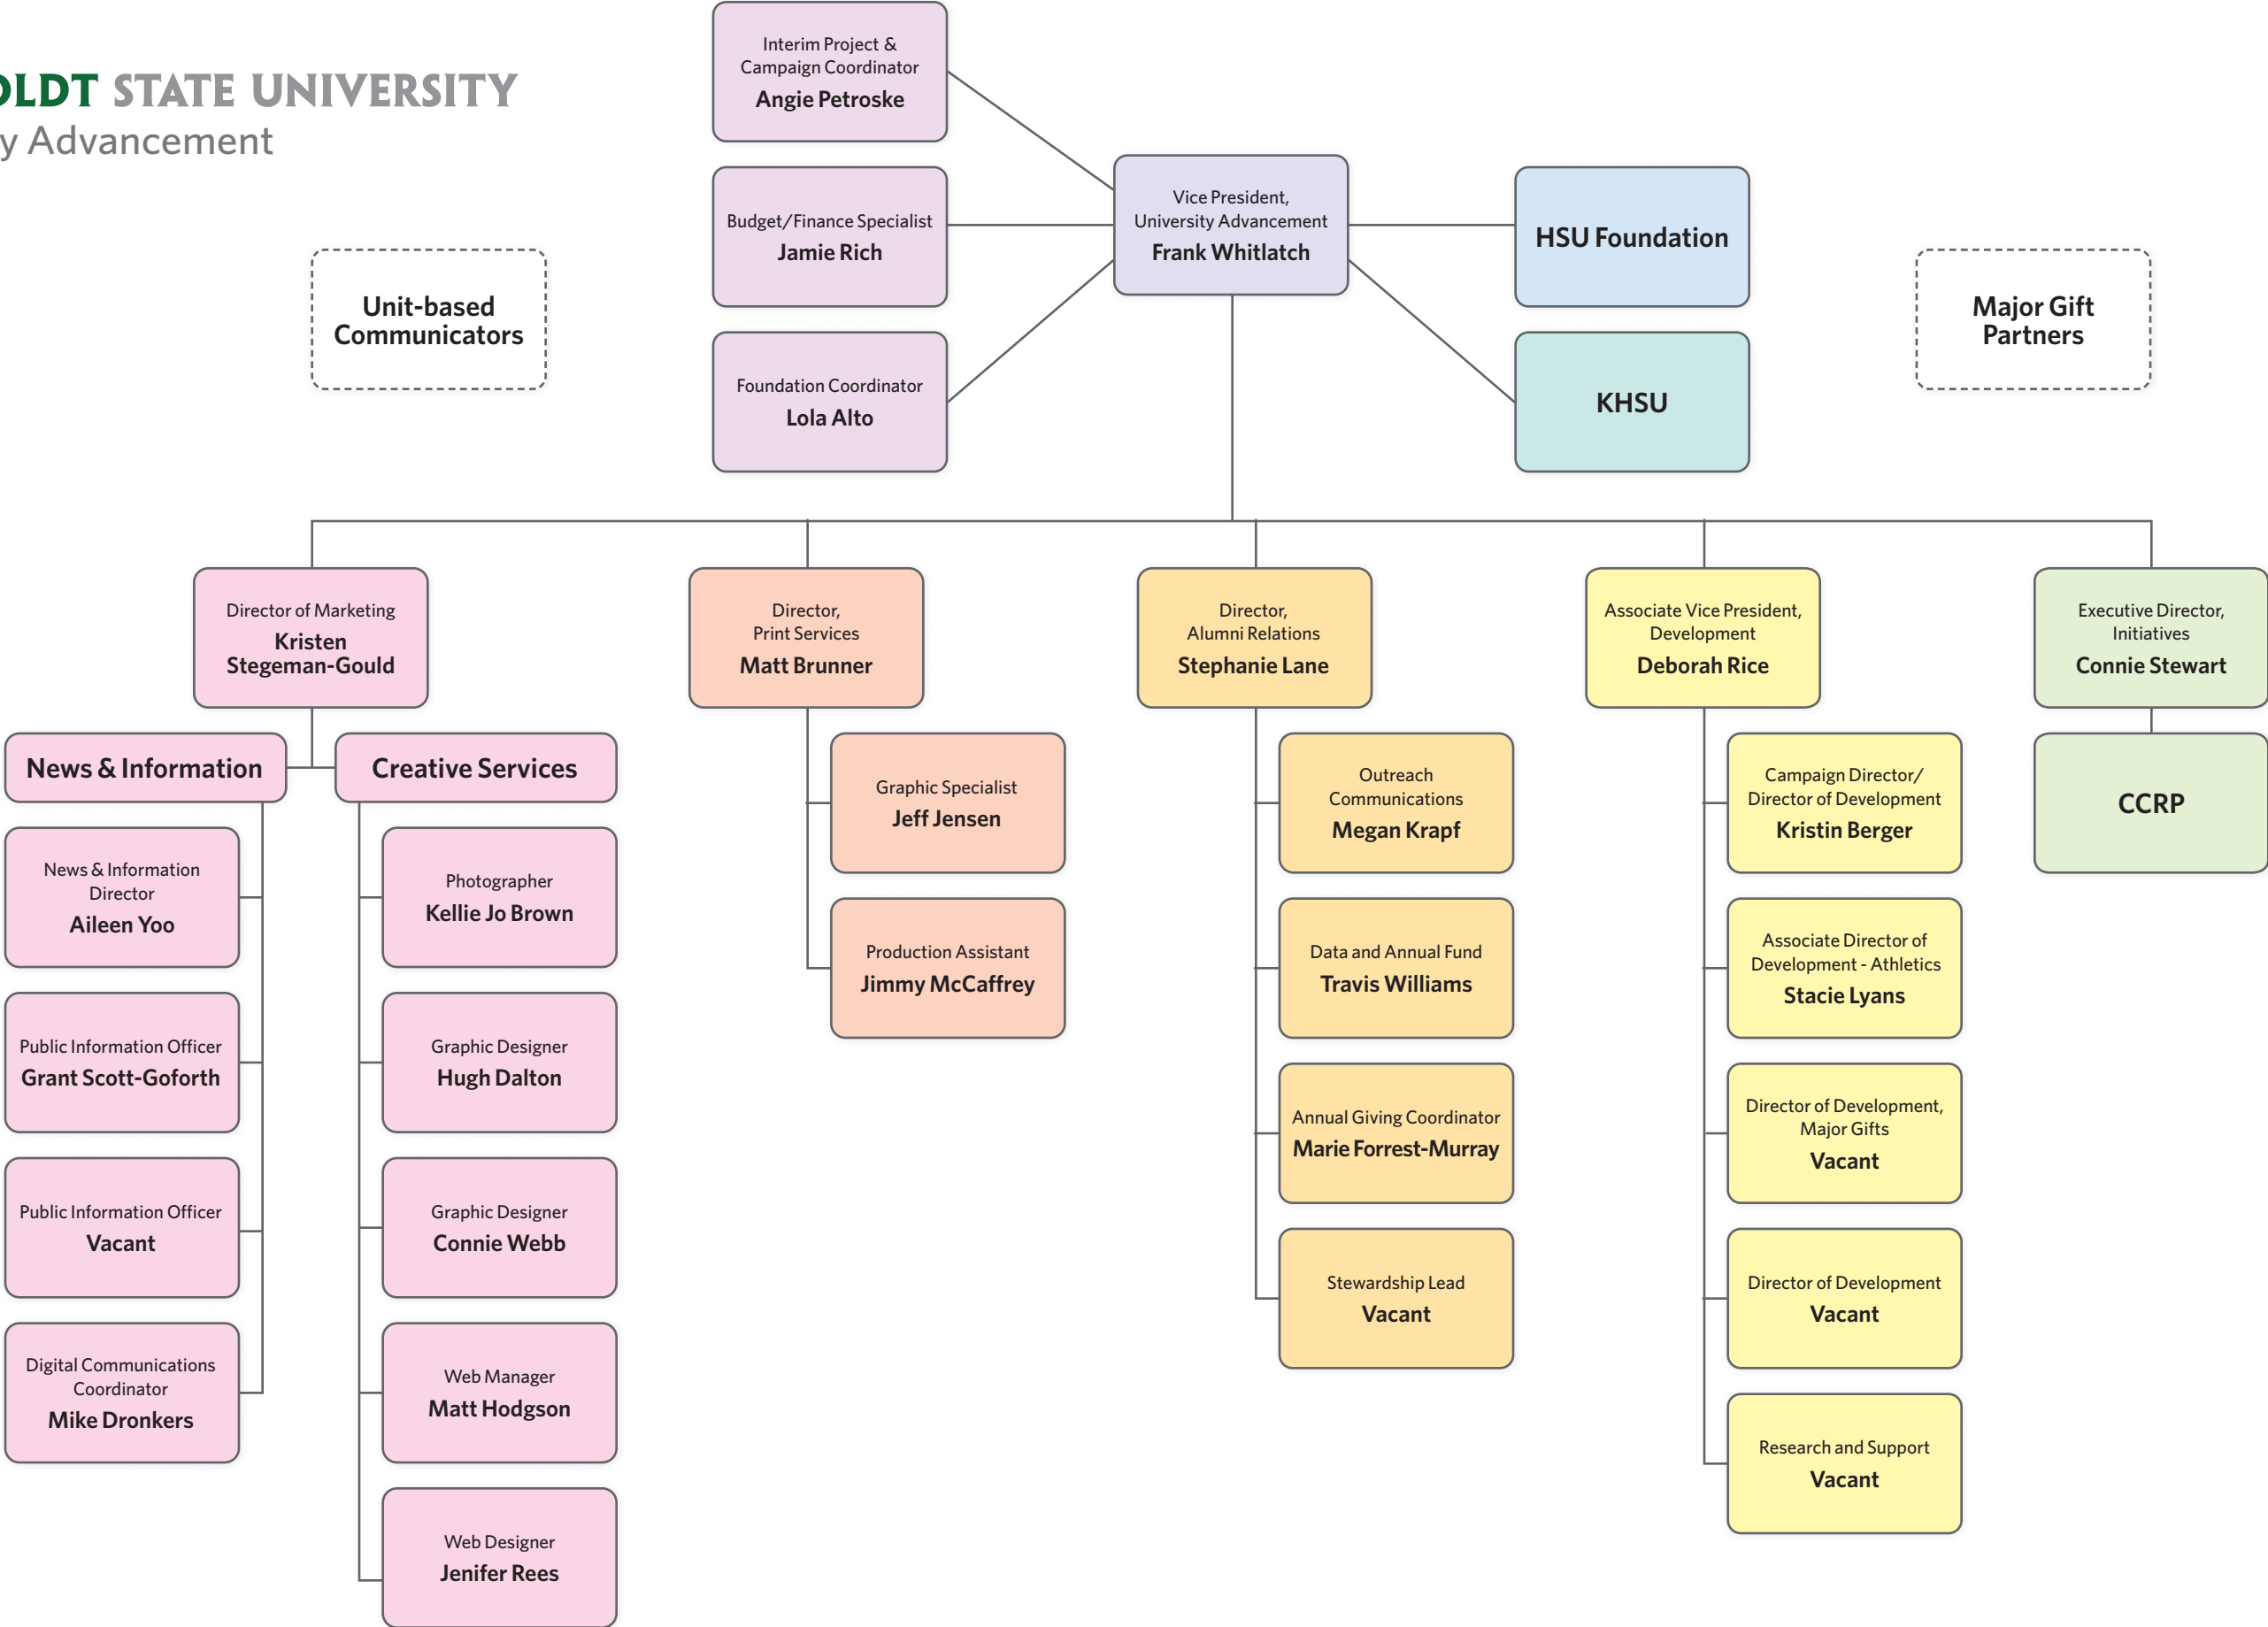 OLDT STATE UNIVERSITY
y Advancement
Interim Project &
Campaign Coordinator
Angie Petroske
Budget/Finance Specialist
Jamie Rich
Foundation Coordinator
Lola Alto
Vice President,
University Advancement
Frank Whitlatch
HSU Foundation
KHSU
Unit-based
Communicators
Major Gift
Partners
Director of Marketing
Kristen
Stegeman-Gould
News & Information
News & Information
Director
Aileen Yoo
Public Information Officer
Grant Scott-Goforth
Public Information Officer
Vacant
Digital Communications
Coordinator
Mike Dronkers
Creative Services
Photographer
Kellie Jo Brown
Graphic Designer
Hugh Dalton
Graphic Designer
Connie Webb
Web Manager
Matt Hodgson
Web Designer
Jenifer Rees
Director,
Print Services
Matt Brunner
Graphic Specialist
Jeff Jensen
Production Assistant
Jimmy McCaffrey
Director,
Alumni Relations
Stephanie Lane
Outreach
Communications
Megan Krapf
Data and Annual Fund
Travis Williams
Annual Giving Coordinator
Marie Forrest-Murray
Stewardship Lead
Vacant
Associate Vice President,
Development
Deborah Rice
Campaign Director/
Director of Development
Kristin Berger
Associate Director of
Development - Athletics
Stacie Lyans
Director of Development,
Major Gifts
Vacant
Director of Development
Vacant
Research and Support
Vacant
Executive Director,
Initiatives
Connie Stewart
CCRP